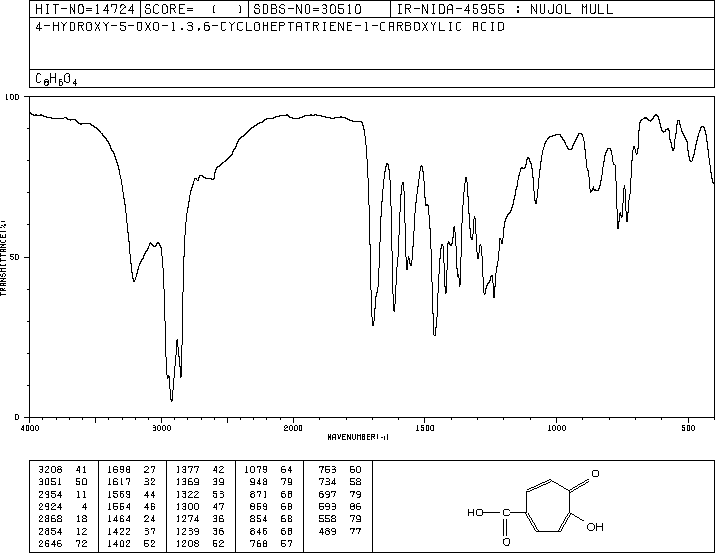 HIT-NO=14724 SCORE= ( ) SDBS-NO=30510 IR-NIDA-45955 : NUJOL MULL
4-HYDROXY-5-OXO-1,3,6-CYCLOHEPTATRIENE-1-CARBOXYLIC ACID
C8H6O4
100
50
0
TRANSMITTANCE(%)
4000 3000 2000 1500 1000 500
WAVENUMBER(-1)
3208 41 1698 27 1377 42 1079 64 753 60
3051 50 1617 32 1369 39 948 79 734 58
2954 11 1569 44 1322 53 871 68 697 79
2924 4 1554 46 1300 47 869 68 593 86
2868 18 1464 24 1274 36 854 68 558 79
2854 12 1422 37 1239 36 846 68 489 77
2646 72 1402 52 1208 52 768 57
O
HO C
O
OH